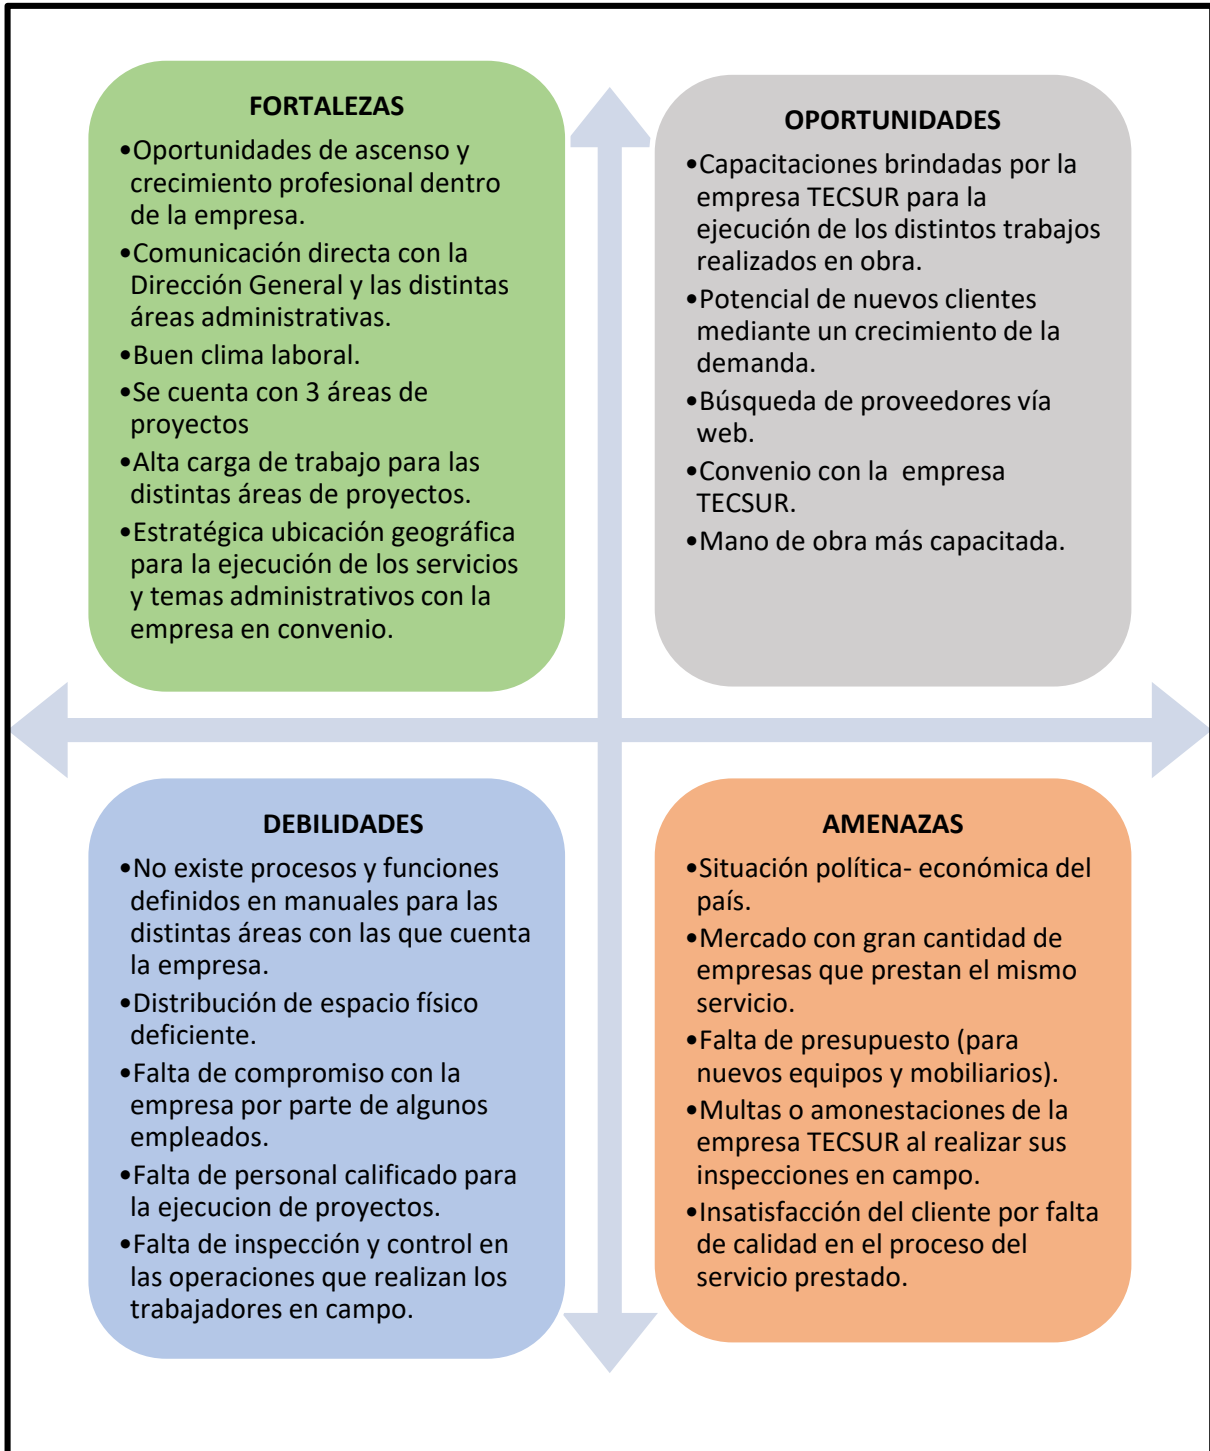 FORTALEZAS
•Oportunidades de ascenso y
crecimiento profesional dentro
de la empresa.
•Comunicación directa con la
Dirección General y las distintas
áreas administrativas.
•Buen clima laboral.
•Se cuenta con 3 áreas de
proyectos
•Alta carga de trabajo para las
distintas áreas de proyectos.
•Estratégica ubicación geográfica
para la ejecución de los servicios
y temas administrativos con la
empresa en convenio.
OPORTUNIDADES
•Capacitaciones brindadas por la
empresa TECSUR para la
ejecución de los distintos trabajos
realizados en obra.
•Potencial de nuevos clientes
mediante un crecimiento de la
demanda.
•Búsqueda de proveedores vía
web.
•Convenio con la empresa
TECSUR.
•Mano de obra más capacitada.
DEBILIDADES
•No existe procesos y funciones
definidos en manuales para las
distintas áreas con las que cuenta
la empresa.
•Distribución de espacio físico
deficiente.
•Falta de compromiso con la
empresa por parte de algunos
empleados.
•Falta de personal calificado para
la ejecucion de proyectos.
•Falta de inspección y control en
las operaciones que realizan los
trabajadores en campo.
AMENAZAS
•Situación política- económica del
país.
•Mercado con gran cantidad de
empresas que prestan el mismo
servicio.
•Falta de presupuesto (para
nuevos equipos y mobiliarios).
•Multas o amonestaciones de la
empresa TECSUR al realizar sus
inspecciones en campo.
•Insatisfacción del cliente por falta
de calidad en el proceso del
servicio prestado.